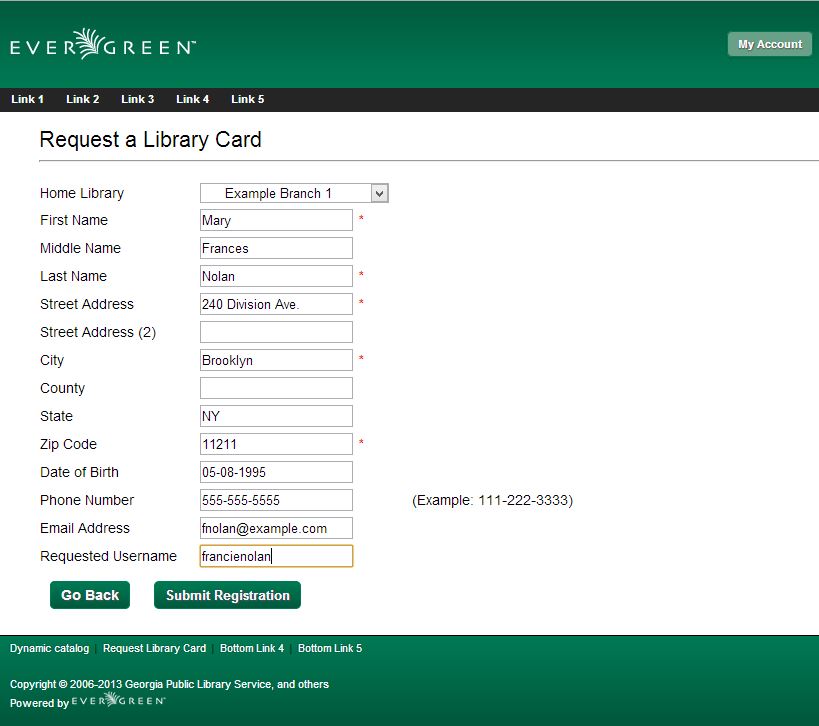 EVERGREEN™
My Account
Link 1 Link 2 Link 3 Link 4 Link 5
Request a Library Card
Home Library Example Branch 1
First Name Mary *
Middle Name Frances
Last Name Nolan *
Street Address 240 Division Ave. *
Street Address (2)
City Brooklyn *
County
State NY
Zip Code 11211 *
Date of Birth 05-08-1995
Phone Number 555-555-5555 (Example: 111-222-3333)
Email Address fnolan@example.com
Requested Username francienolan
Go Back Submit Registration
Dynamic catalog | Request Library Card | Bottom Link 4 | Bottom Link 5
Copyright © 2006-2013 Georgia Public Library Service, and others
Powered by EVERGREEN™